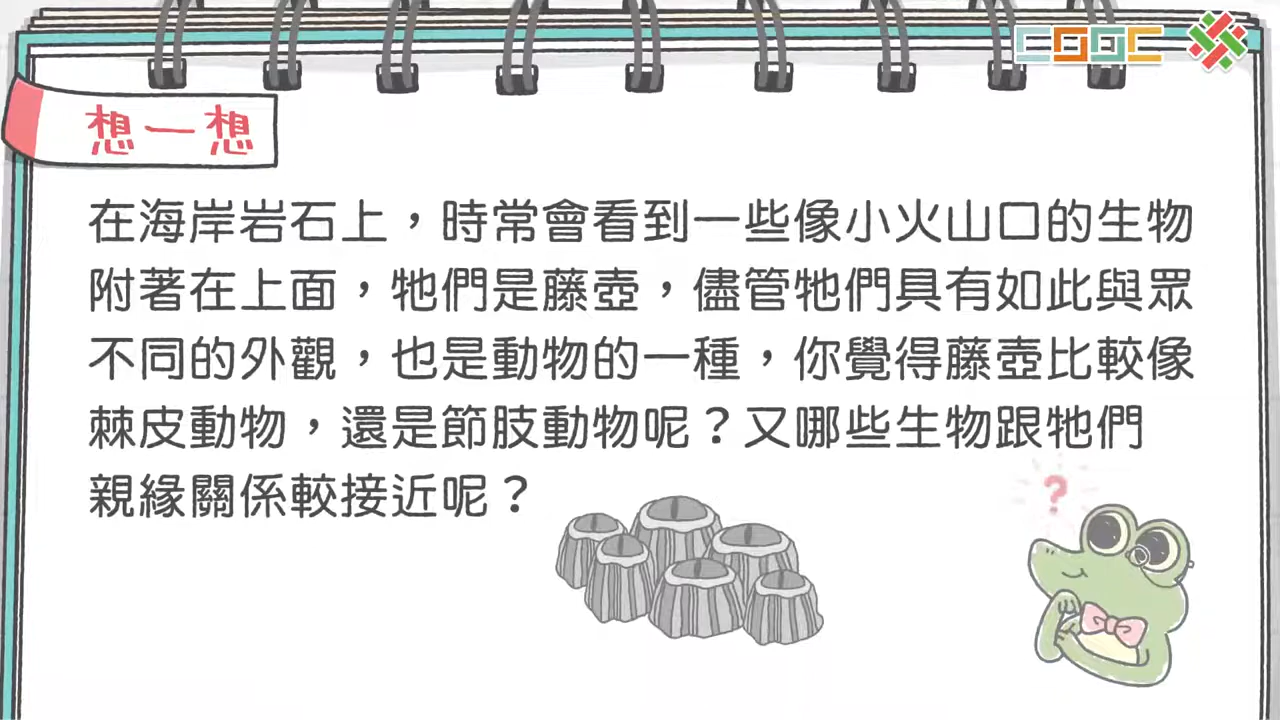 COOC
想一想
在海岸岩石上，時常會看到一些像小火山口的生物
附著在上面，牠們是藤壺，儘管牠們具有如此與眾
不同的外觀，也是動物的一種，你覺得藤壺比較像
棘皮動物，還是節肢動物呢？又哪些生物跟牠們
親緣關係較接近呢？
?